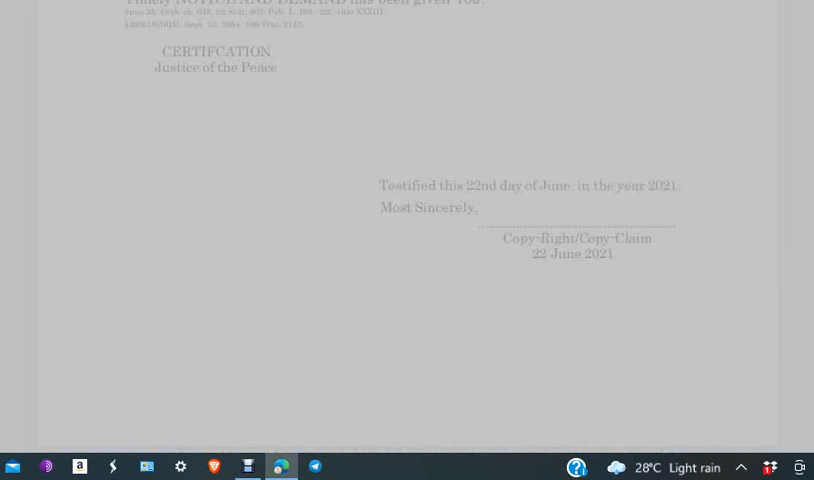 Timely NOTICE AND DEMAND has been given You.
CERTIFCATION
Justice of the Peace
Testified this 22nd day of June, in the year 2021.
Most Sincerely,
Copy-Right/Copy-Claim
22 June 2021
28°C Light rain